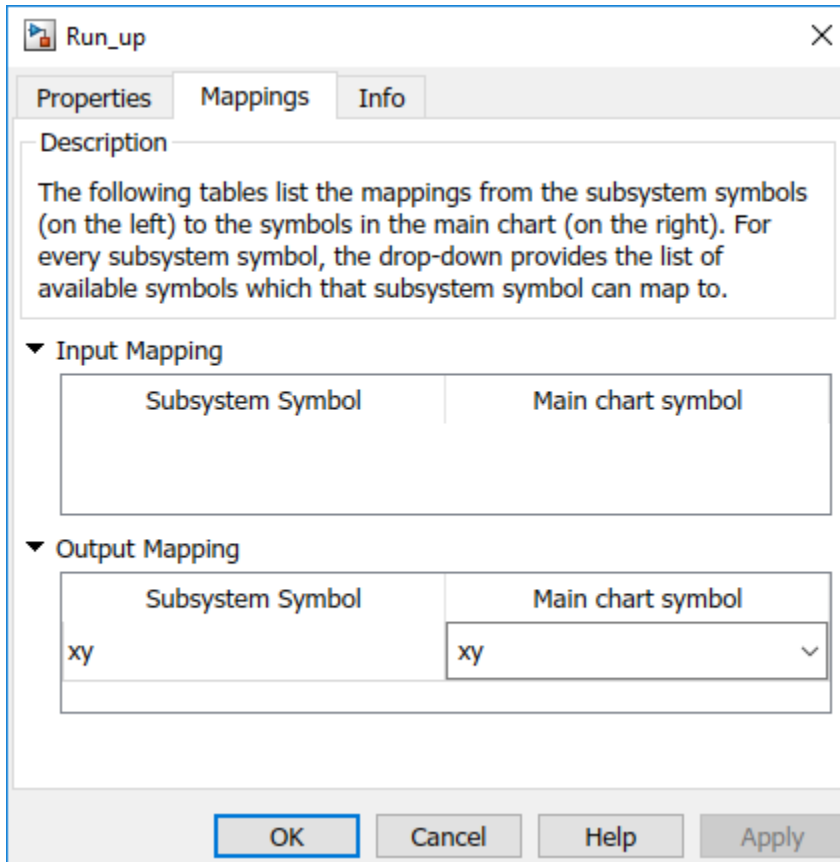 Run_up
Properties Mappings Info
Description
The following tables list the mappings from the subsystem symbols
(on the left) to the symbols in the main chart (on the right). For
every subsystem symbol, the drop-down provides the list of
available symbols which that subsystem symbol can map to.
Input Mapping
Subsystem Symbol Main chart symbol
Output Mapping
Subsystem Symbol Main chart symbol
xy xy
OK Cancel Help Apply